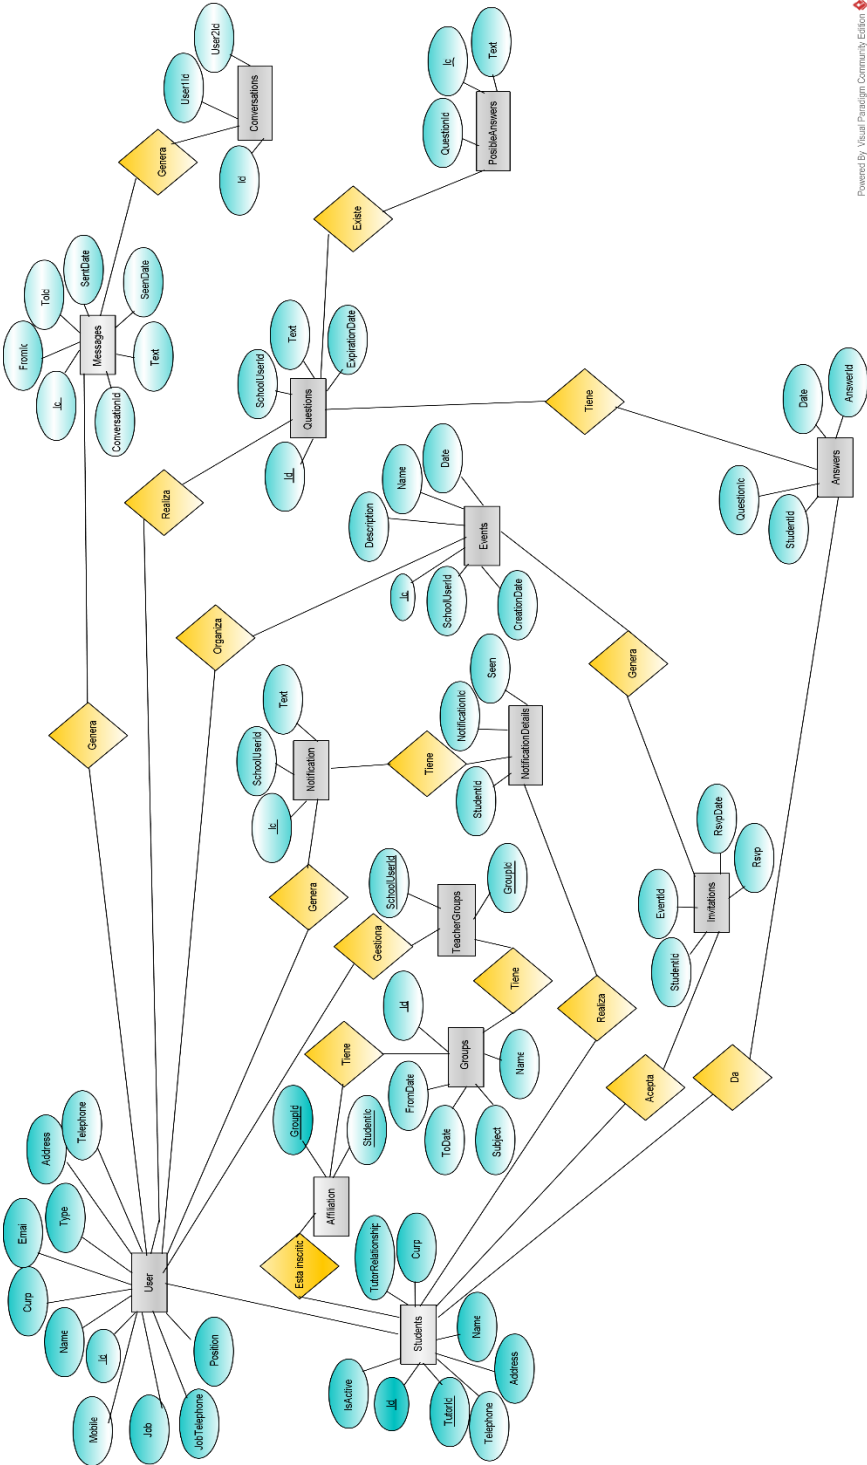 Conversations
User1Id
User2Id
Id
Genera
Messages
FromId
ToId
SentDate
SeenDate
Id
ConversationId
Text
Genera
PosibleAnswers
QuestionId
Id
Text
Existe
Questions
SchoolUserId
Text
ExpirationDate
Id
Realiza
Tiene
Answers
Date
AnswerId
QuestionId
StudentId
Events
Description
Name
Date
Id
SchoolUserId
CreationDate
Organiza
Genera
Notification
SchoolUserId
Text
Id
Genera
Tiene
NotificationDetails
NotificationId
Seen
StudentId
Realiza
TeacherGroups
SchoolUserId
GroupId
Gestiona
Tiene
Groups
Id
FromDate
ToDate
Subject
Name
Tiene
Affiliation
GroupId
StudentId
Esta inscrito
Invitations
EventId
StudentId
RsvpDate
Rsvp
Acepta
Da
User
Telephone
Address
Type
Email
Curp
Name
Id
Mobile
Job
JobTelephone
Position
Students
TutorRelationship
Curp
Name
Address
Telephone
TutorId
Id
IsActive
Powered By Visual Paradigm Community Edition